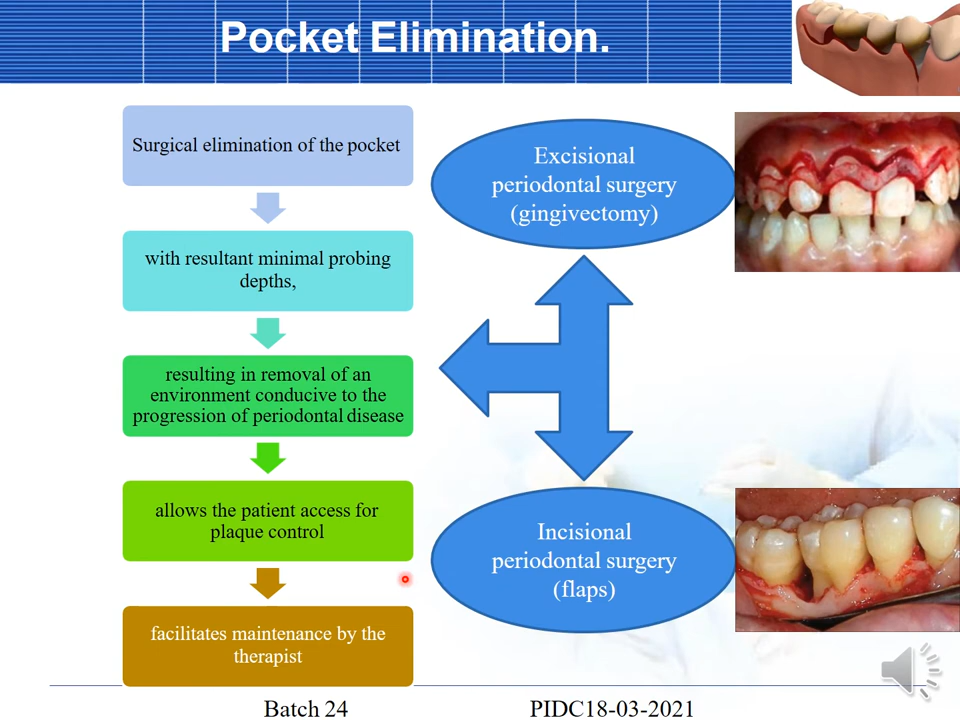 Pocket Elimination.
Surgical elimination of the pocket
with resultant minimal probing
depths,
resulting in removal of an
environment conducive to the
progression of periodontal disease
allows the patient access for
plaque control
facilitates maintenance by the
therapist
Excisional
periodontal surgery
(gingivectomy)
Incisional
periodontal surgery
(flaps)
Batch 24
PIDC18-03-2021